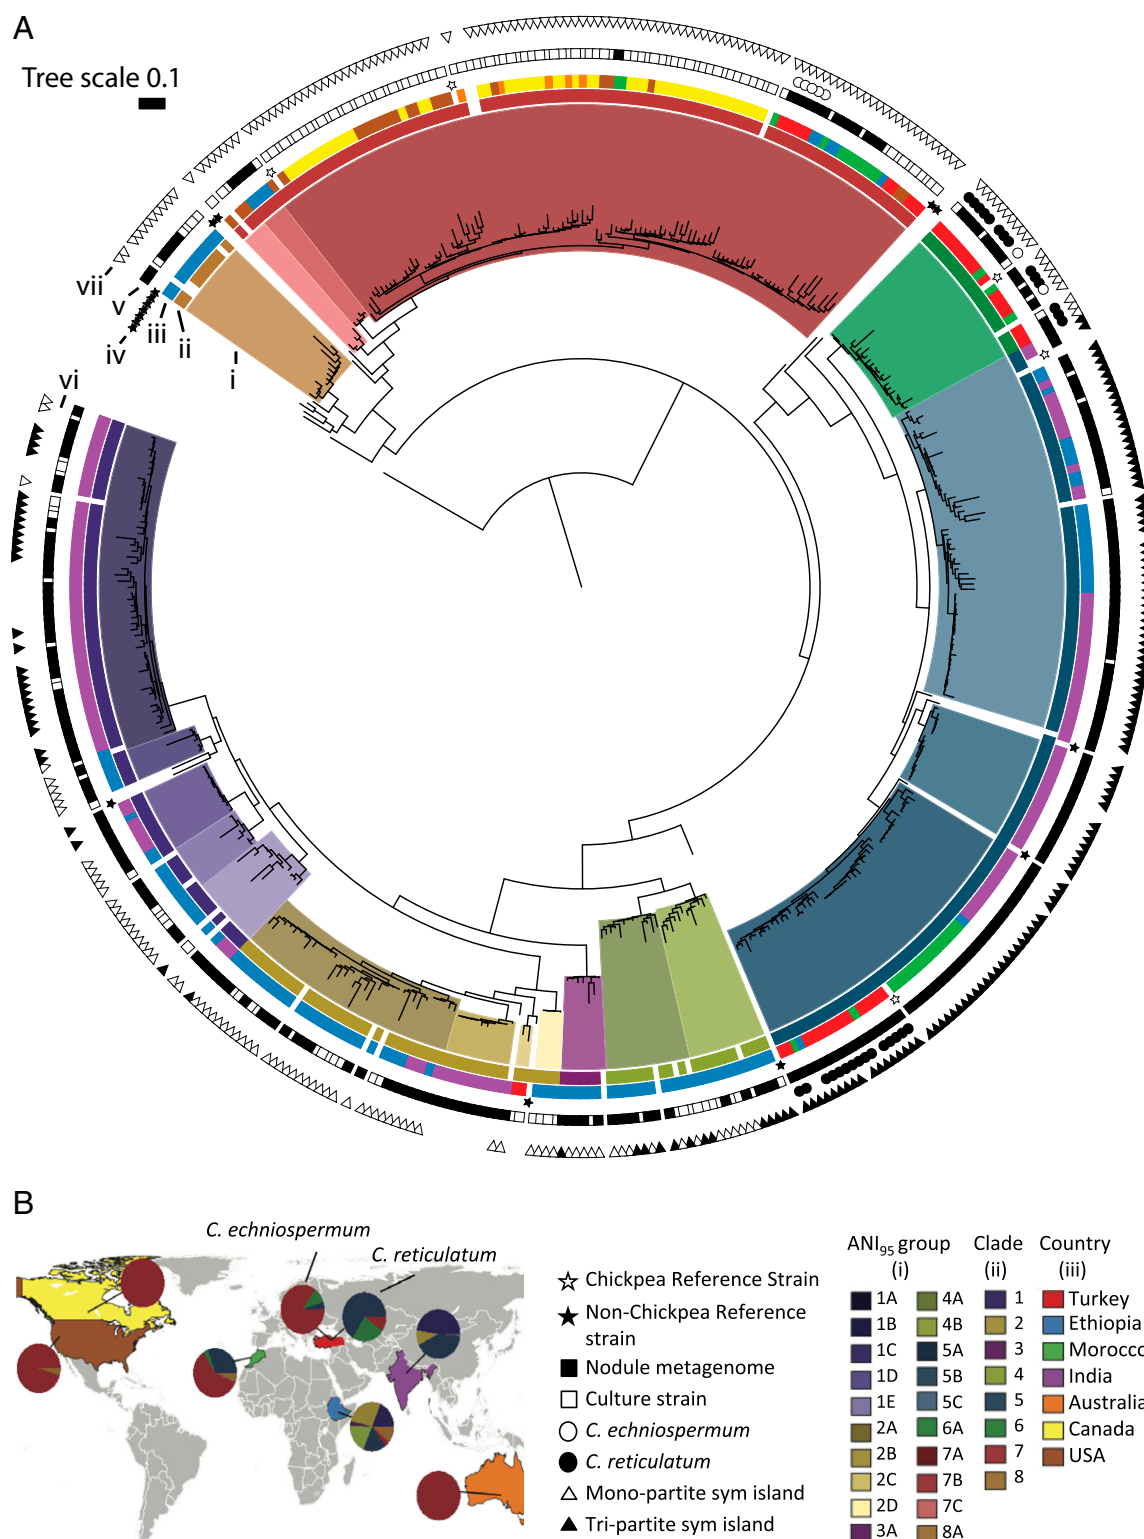 A
Tree scale 0.1
vii
v
iv
iii
ii
i
vi
B
C. echniospermum
C. reticulatum
Chickpea Reference Strain
Non-Chickpea Reference
strain
Nodule metagenome
Culture strain
C. echniospermum
C. reticulatum
Mono-partite sym island
Tri-partite sym island
ANI95 group
(i)
1A
1B
1C
1D
1E
2A
2B
2C
2D
3A
4A
4B
5A
5B
5C
6A
7A
7B
7C
8A
Clade
(ii)
1
2
3
4
5
6
7
8
Country
(iii)
Turkey
Ethiopia
Morocc
India
Australia
Canada
USA